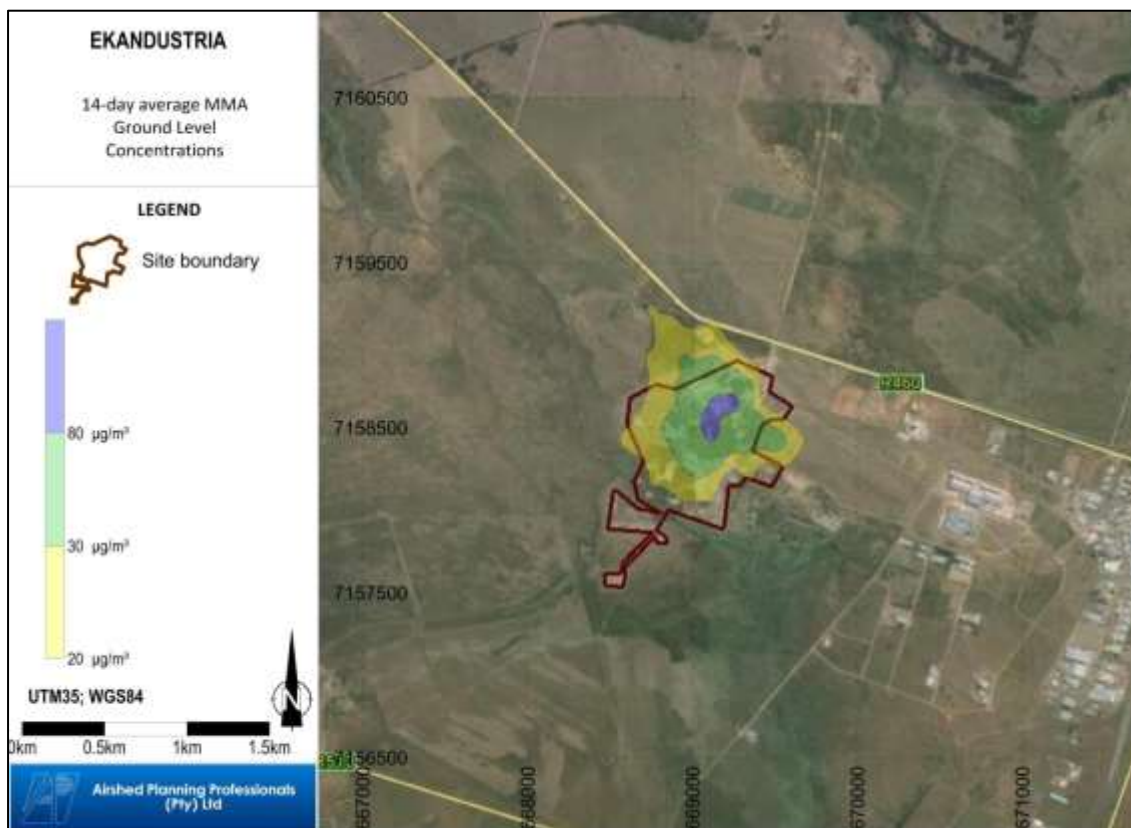 EKANDUSTRIA
14-day average MMA
Ground Level
Concentrations
LEGEND
Site boundary
80 µg/m³
30 µg/m³
20 µg/m³
UTM35; WGS84
N
0km 0.5km 1km 1.5km
Airshed Planning Professionals
(Pty) Ltd
7160500
7159500
7158500
7157500
7156500
667000
668000
669000
670000
671000